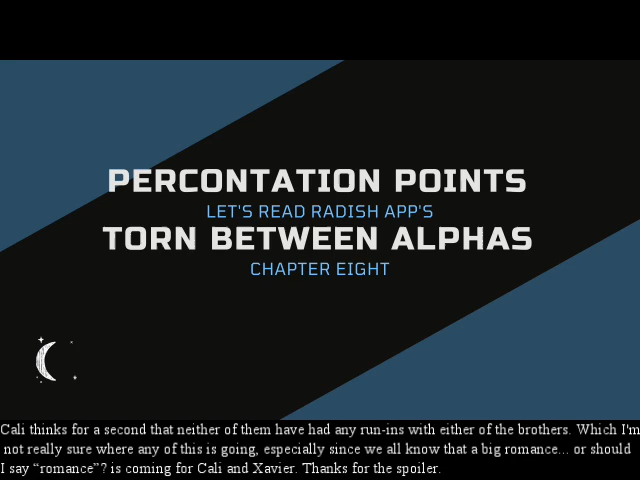 PERCONTATION POINTS
LET'S READ RADISH APP'S
TORN BETWEEN ALPHAS
CHAPTER EIGHT
Cali thinks for a second that neither of them have had any run-ins with either of the brothers. Which I'm
not really sure where any of this is going, especially since we all know that a big romance... or should
I say “romance”? is coming for Cali and Xavier. Thanks for the spoiler.